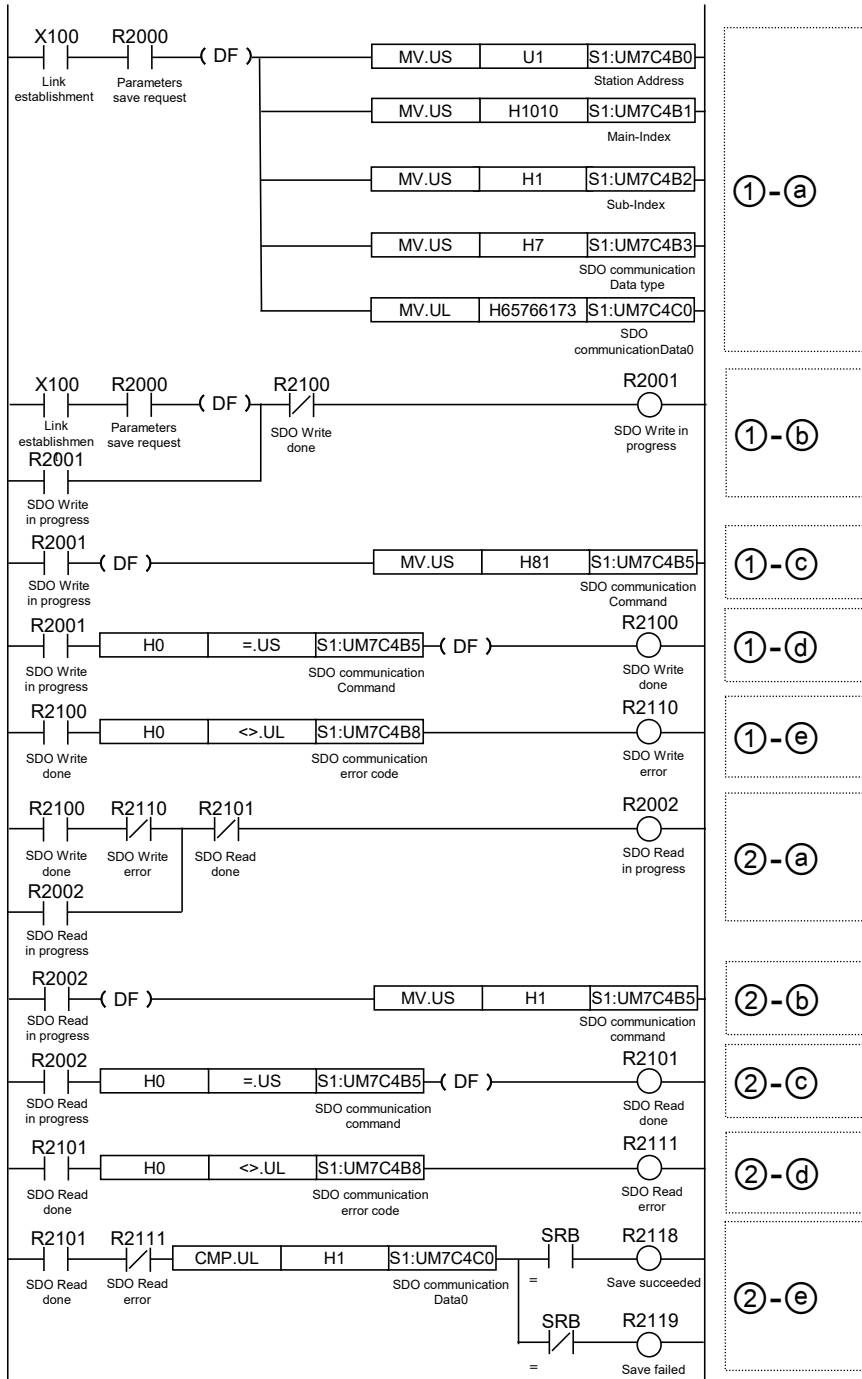 X100 R2000
( DF )
MV.US U1 S1:UM7C4B0
Link establishment
Parameters save request
Station Address
MV.US H1010 S1:UM7C4B1
Main-Index
MV.US H1 S1:UM7C4B2
Sub-Index
MV.US H7 S1:UM7C4B3
SDO communication
Data type
MV.UL H65766173 S1:UM7C4C0
SDO
communicationData0
①-ⓐ
X100 R2000 R2100 R2001
( DF )
Link
establishmen
Parameters
save request
SDO Write
done
SDO Write in
progress
R2001
SDO Write
in progress
①-ⓑ
R2001
( DF ) MV.US H81 S1:UM7C4B5
SDO Write
in progress
SDO communication
Command
①-ⓒ
R2001 R2100
H0 =.US S1:UM7C4B5 ( DF )
SDO Write
in progress
SDO communication
Command
SDO Write
done
①-ⓓ
R2100 R2110
H0 <>.UL S1:UM7C4B8
SDO Write
done
SDO communication
error code
SDO Write
error
①-ⓔ
R2100 R2110 R2101 R2002
SDO Write
done
SDO Write
error
SDO Read
done
SDO Read
in progress
R2002
SDO Read
in progress
②-ⓐ
R2002
( DF ) MV.US H1 S1:UM7C4B5
SDO Read
in progress
SDO communication
command
②-ⓑ
R2002 R2101
H0 =.US S1:UM7C4B5 ( DF )
SDO Read
in progress
SDO communication
command
SDO Read
done
②-ⓒ
R2101 R2111
H0 <>.UL S1:UM7C4B8
SDO Read
done
SDO communication
error code
SDO Read
error
②-ⓓ
R2101 R2111 SRB R2118
CMP.UL H1 S1:UM7C4C0
SDO Read
done
SDO Read
error
SDO communication
Data0
= Save succeeded
SRB R2119
= Save failed
②-ⓔ